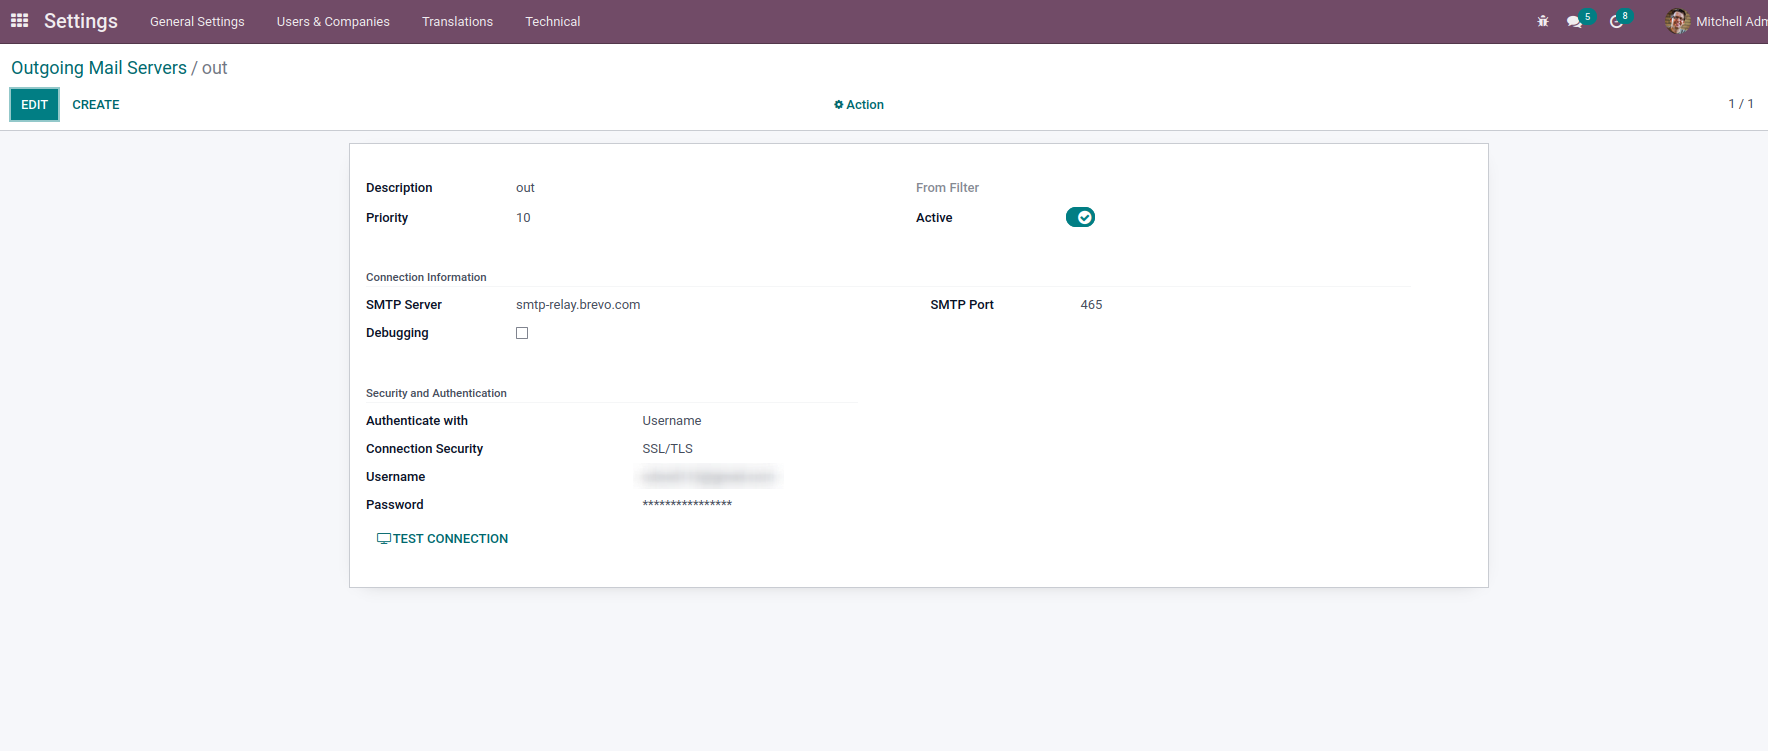 Settings General Settings Users & Companies Translations Technical 5 8 Mitchell Adm
Outgoing Mail Servers / out
EDIT CREATE Action 1 / 1
Description out From Filter
Priority 10 Active
Connection Information
SMTP Server smtp-relay.brevo.com SMTP Port 465
Debugging
Security and Authentication
Authenticate with Username
Connection Security SSL/TLS
Username
Password ****************
TEST CONNECTION